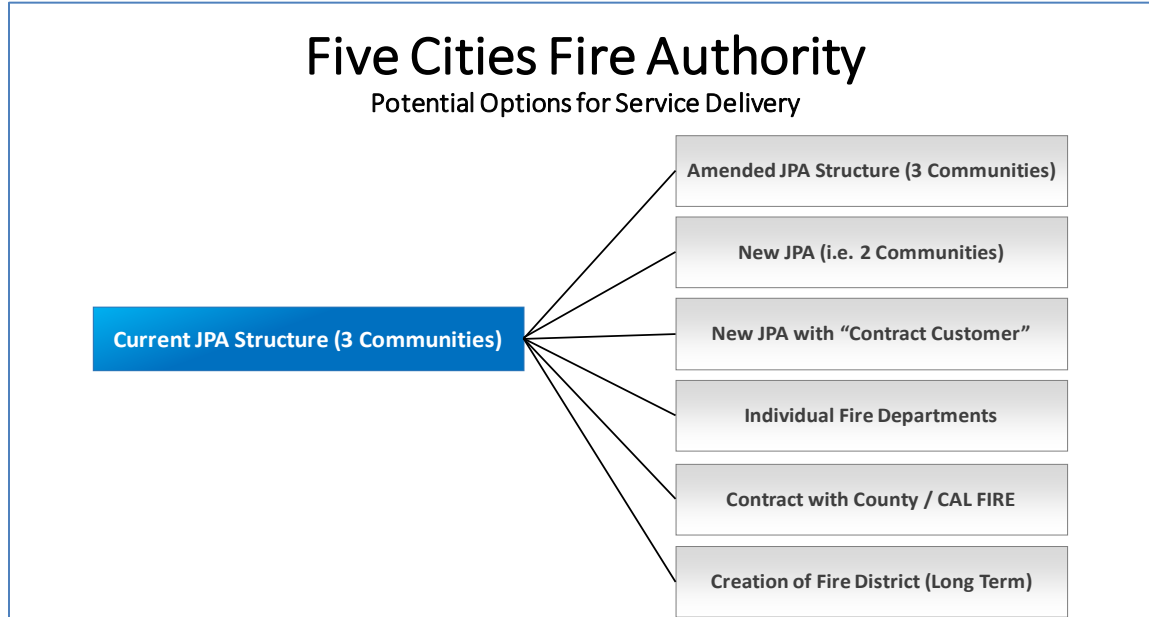 Five Cities Fire Authority
Potential Options for Service Delivery
Current JPA Structure (3 Communities)
Amended JPA Structure (3 Communities)
New JPA (i.e. 2 Communities)
New JPA with “Contract Customer”
Individual Fire Departments
Contract with County / CAL FIRE
Creation of Fire District (Long Term)